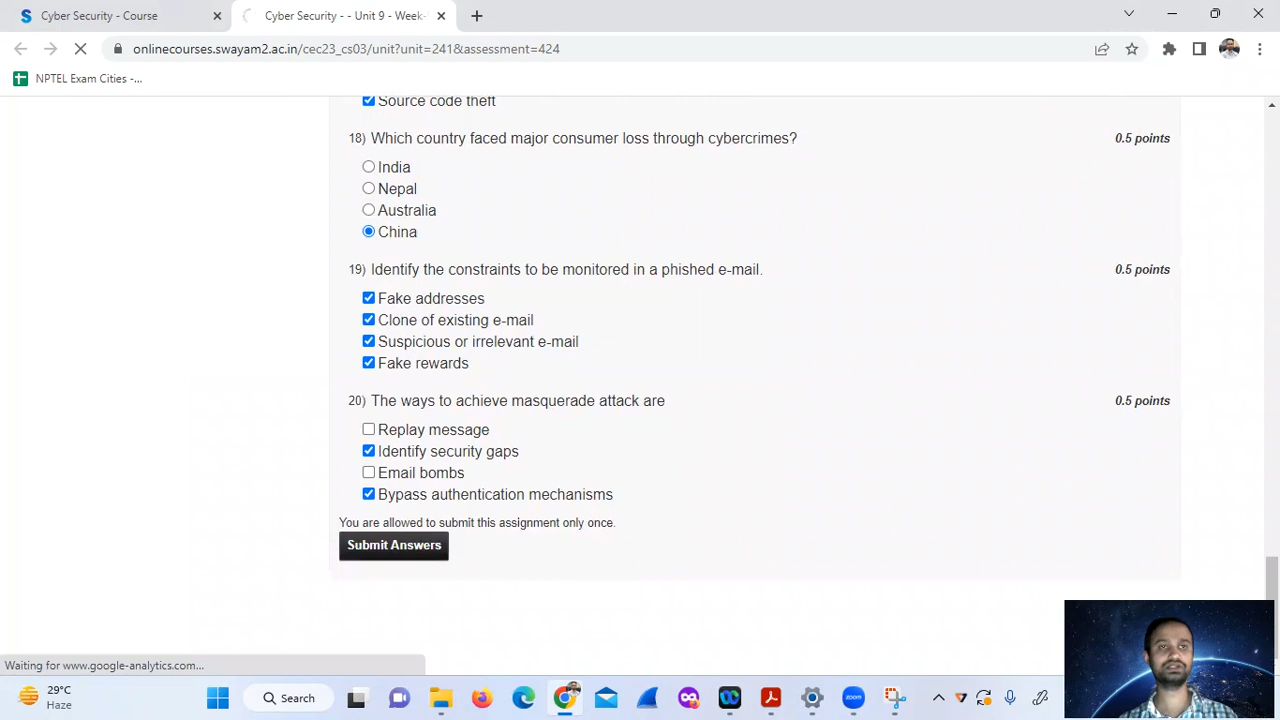 Cyber Security - Course
Cyber Security - - Unit 9 - Week-
onlinecourses.swayam2.ac.in/cec23_cs03/unit?unit=241&assessment=424
NPTEL Exam Cities -...
Source code theft
18) Which country faced major consumer loss through cybercrimes? 0.5 points
India
Nepal
Australia
China
19) Identify the constraints to be monitored in a phished e-mail. 0.5 points
Fake addresses
Clone of existing e-mail
Suspicious or irrelevant e-mail
Fake rewards
20) The ways to achieve masquerade attack are 0.5 points
Replay message
Identify security gaps
Email bombs
Bypass authentication mechanisms
You are allowed to submit this assignment only once.
Submit Answers
Waiting for www.google-analytics.com...
29°C
Haze
Search
zoom